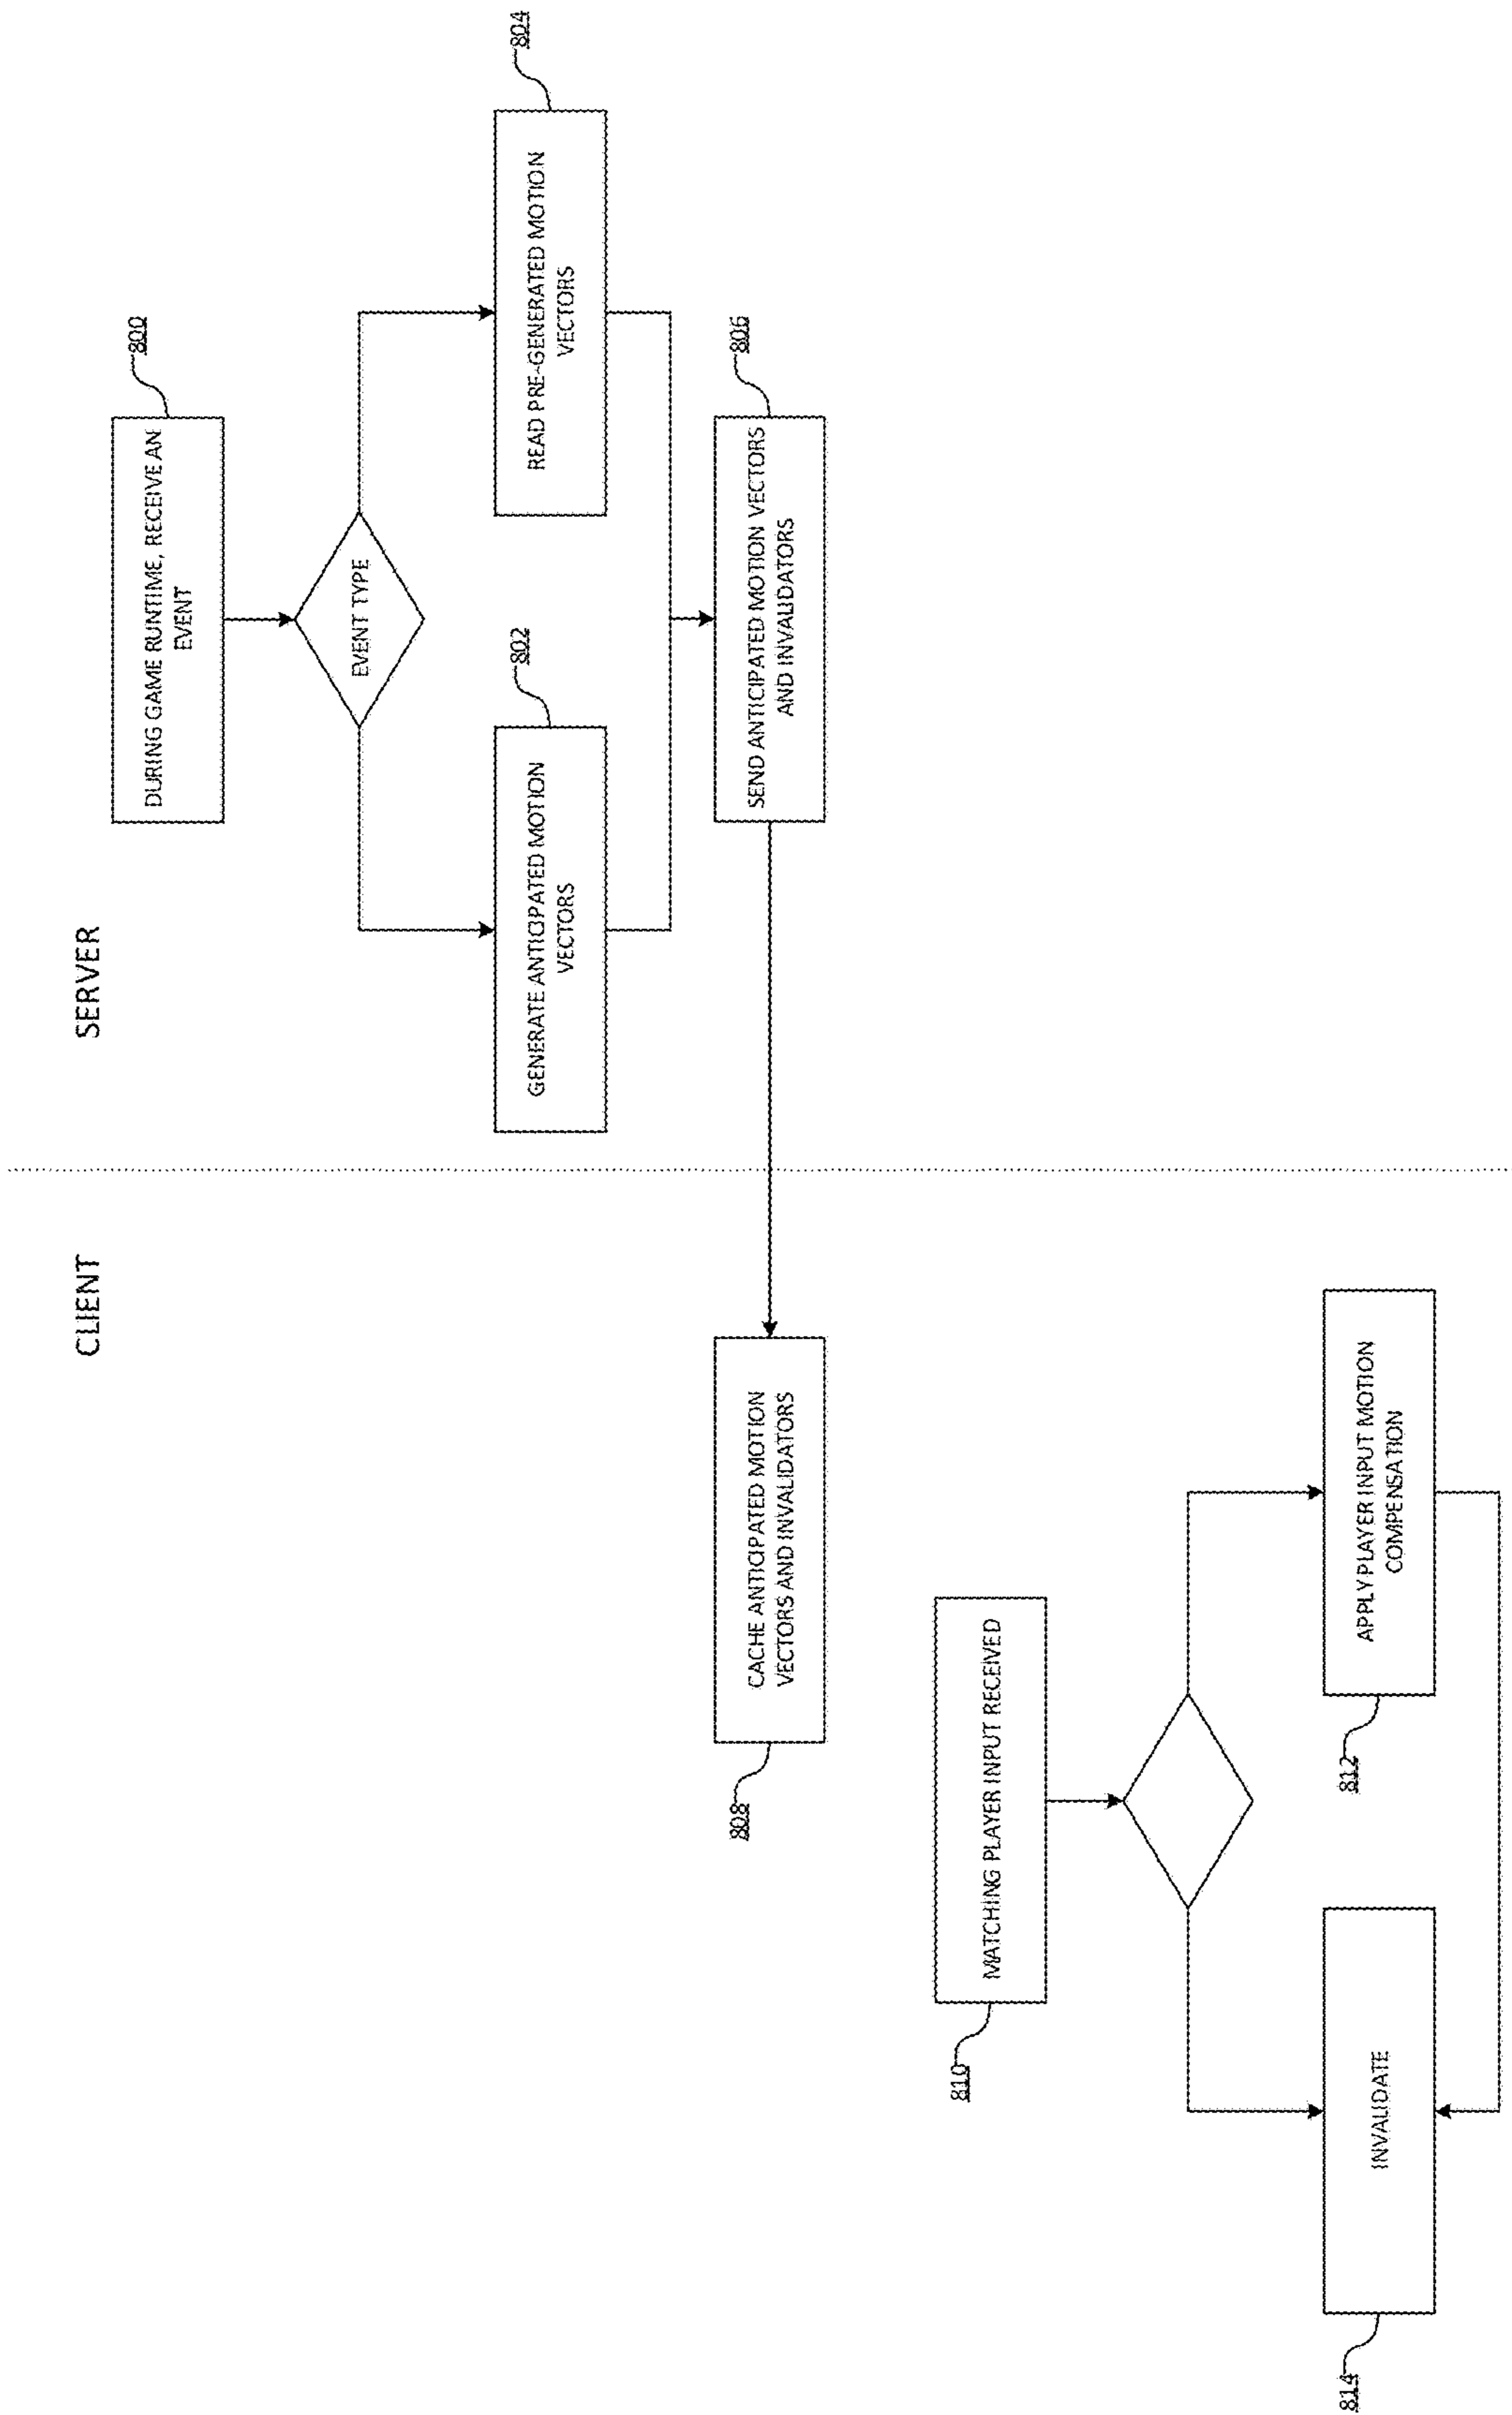 CLIENT
SERVER
DURING GAME RUNTIME, RECEIVE AN
EVENT
800
EVENT TYPE
GENERATE ANTICIPATED MOTION
VECTORS
802
READ PRE-GENERATED MOTION
VECTORS
804
SEND ANTICIPATED MOTION VECTORS
AND INVALIDATORS
806
808
CACHE ANTICIPATED MOTION
VECTORS AND INVALIDATORS
810
MATCHING PLAYER INPUT RECEIVED
812
APPLY PLAYER INPUT MOTION
COMPENSATION
814
INVALIDATE